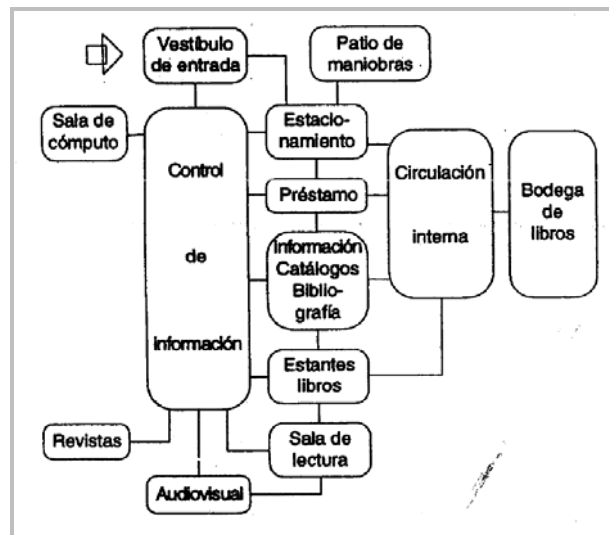 Vestíbulo
de entrada
Patio de
maniobras
Sala de
cómputo
Estacio-
namiento
Control
de
información
Préstamo
Circulación
interna
Bodega
de
libros
Información
Catálogos
Biblio-
grafía
Estantes
libros
Revistas
Sala de
lectura
Audiovisual